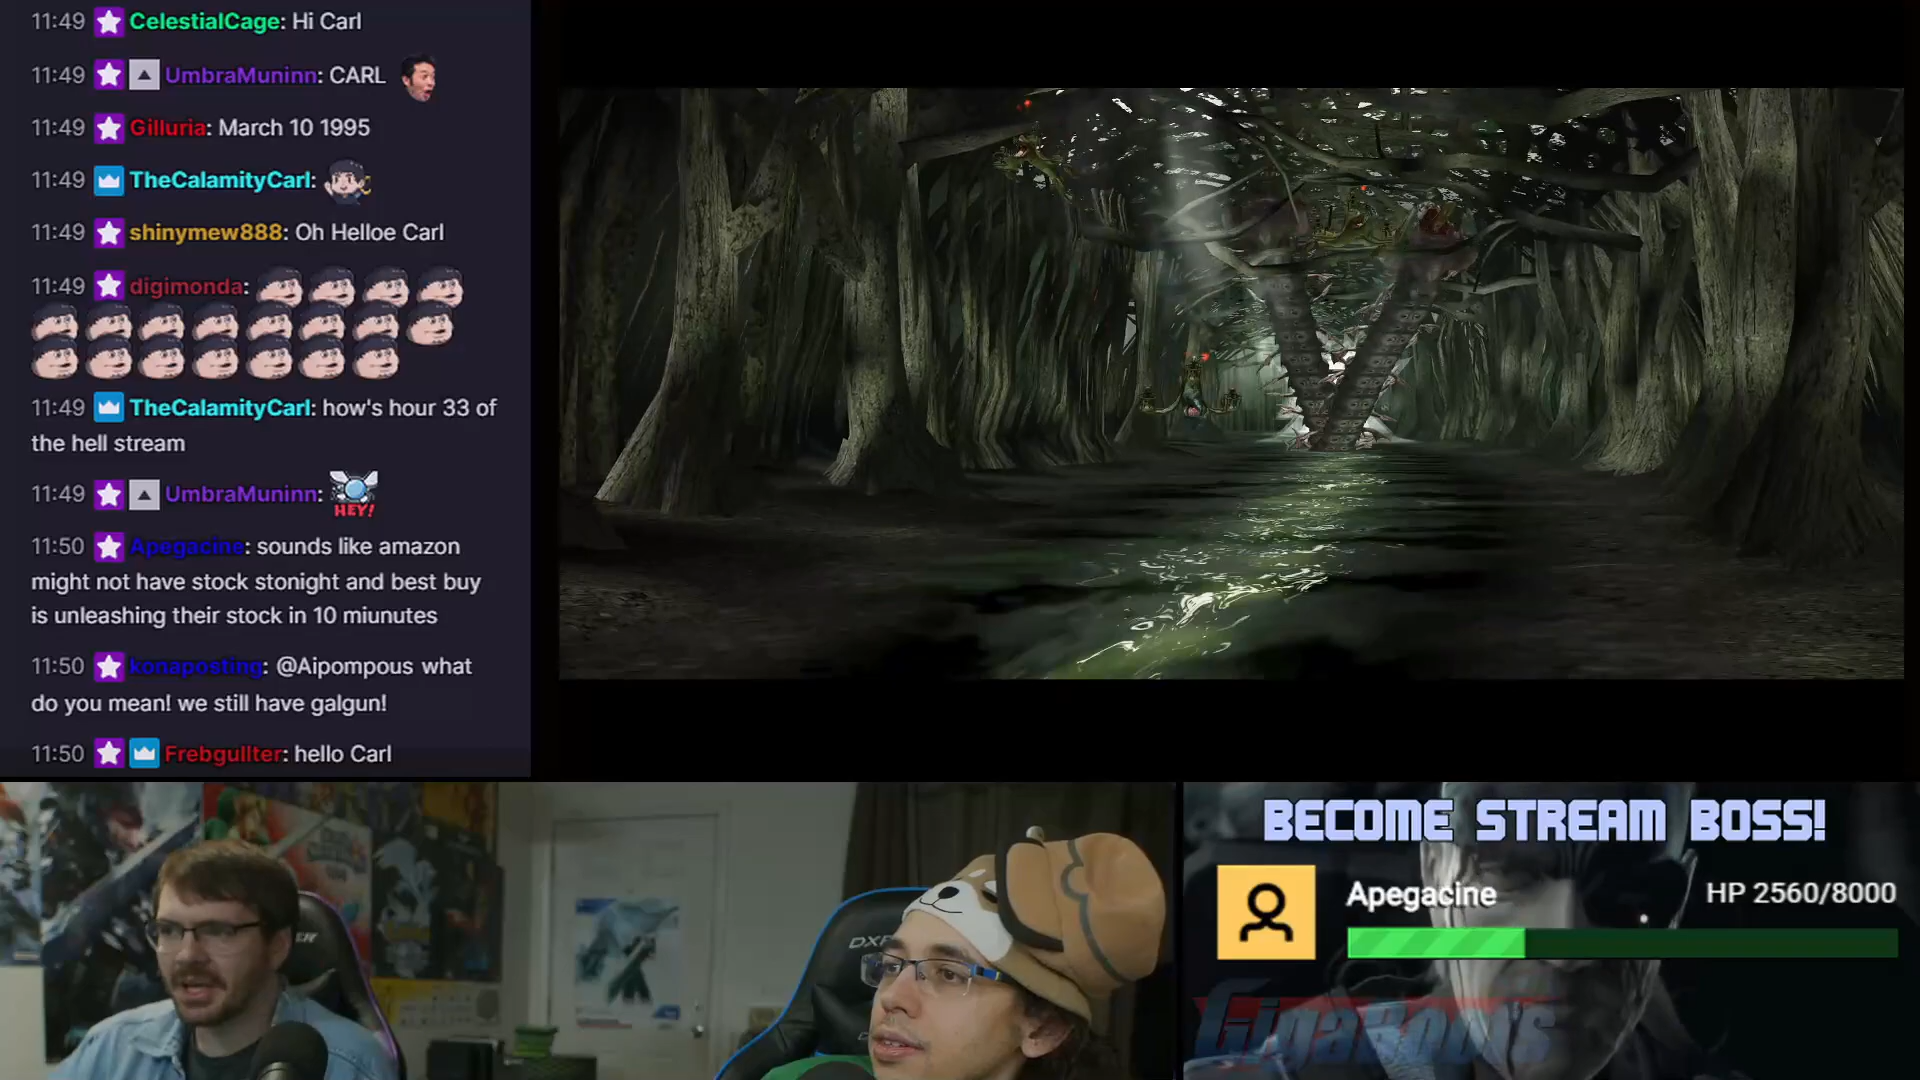 11:49 CelestialCage: Hi Carl
11:49 UmbraMuninn: CARL
11:49 Gilluria: March 10 1995
11:49 TheCalamityCarl:
11:49 shinymew888: Oh Helloe Carl
11:49 digimonda:
11:49 TheCalamityCarl: how's hour 33 of
the hell stream
11:49 UmbraMuninn: HEY!
11:50 Apegacine: sounds like amazon
might not have stock stonight and best buy
is unleashing their stock in 10 miunutes
11:50 konaposting: @Aipompous what
do you mean! we still have galgun!
11:50 Frebgullter: hello Carl
BECOME STREAM BOSS!
Apegacine HP 2560/8000
GigaBoots